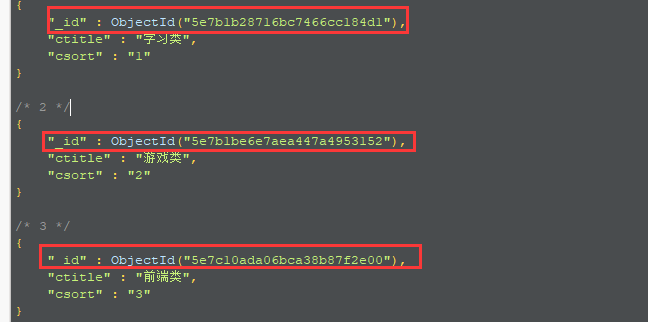 {
"_id" : ObjectId("5e7b1b28716bc7466cc184d1"),
"ctitle" : "学习类",
"csort" : "1"
}
/* 2 */
{
"_id" : ObjectId("5e7b1be6e7aea447a4953152"),
"ctitle" : "游戏类",
"csort" : "2"
}
/* 3 */
{
"_id" : ObjectId("5e7c10ada06bca38b87f2e00"),
"ctitle" : "前端类",
"csort" : "3"
}